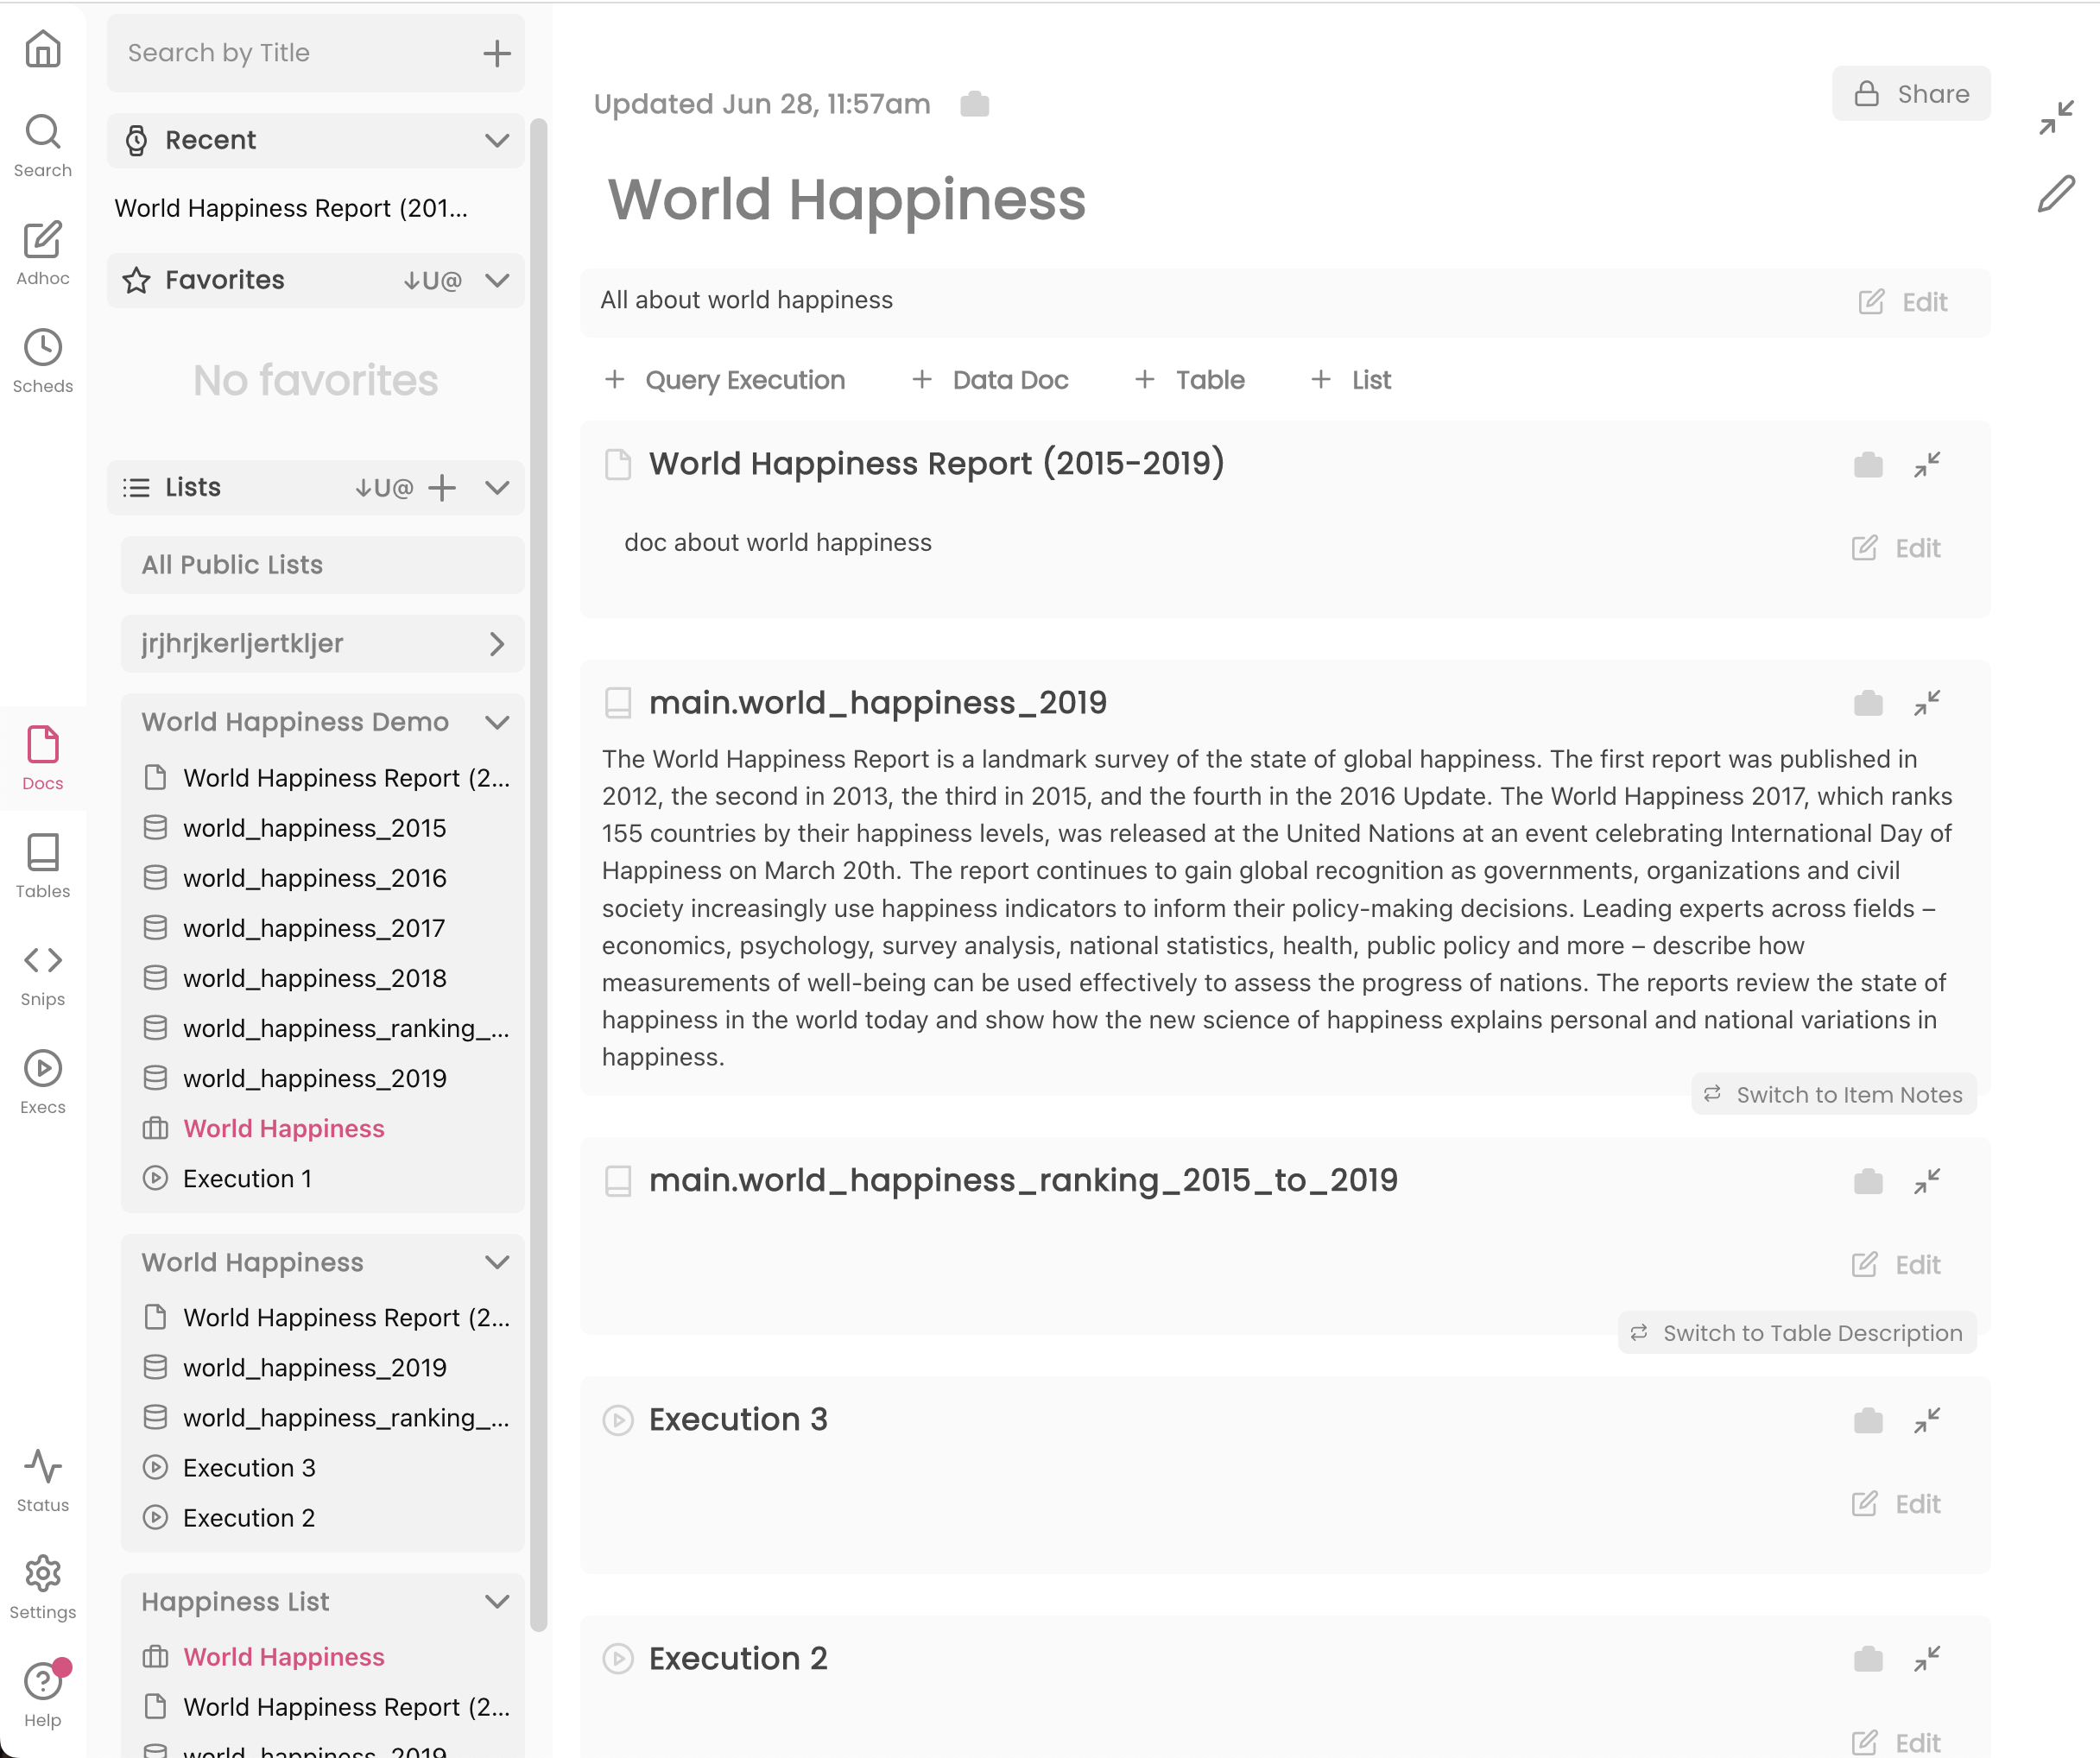 Search
Adhoc
Scheds
Docs
Tables
Snips
Execs
Status
Settings
Help
Search by Title
Recent
World Happiness Report (201...
Favorites U@
No favorites
Lists U@
All Public Lists
jrjhrjkerljertkljer
World Happiness Demo
World Happiness Report (2...
world_happiness_2015
world_happiness_2016
world_happiness_2017
world_happiness_2018
world_happiness_ranking_...
world_happiness_2019
World Happiness
Execution 1
World Happiness
World Happiness Report (2...
world_happiness_2019
world_happiness_ranking_...
Execution 3
Execution 2
Happiness List
World Happiness
World Happiness Report (2...
world_happiness_2019
Updated Jun 28, 11:57am
Share
World Happiness
All about world happiness
Edit
+ Query Execution + Data Doc + Table + List
World Happiness Report (2015-2019)
doc about world happiness
Edit
main.world_happiness_2019
The World Happiness Report is a landmark survey of the state of global happiness. The first report was published in
2012, the second in 2013, the third in 2015, and the fourth in the 2016 Update. The World Happiness 2017, which ranks
155 countries by their happiness levels, was released at the United Nations at an event celebrating International Day of
Happiness on March 20th. The report continues to gain global recognition as governments, organizations and civil
society increasingly use happiness indicators to inform their policy-making decisions. Leading experts across fields –
economics, psychology, survey analysis, national statistics, health, public policy and more – describe how
measurements of well-being can be used effectively to assess the progress of nations. The reports review the state of
happiness in the world today and show how the new science of happiness explains personal and national variations in
happiness.
Switch to Item Notes
main.world_happiness_ranking_2015_to_2019
Edit
Switch to Table Description
Execution 3
Edit
Execution 2
Edit